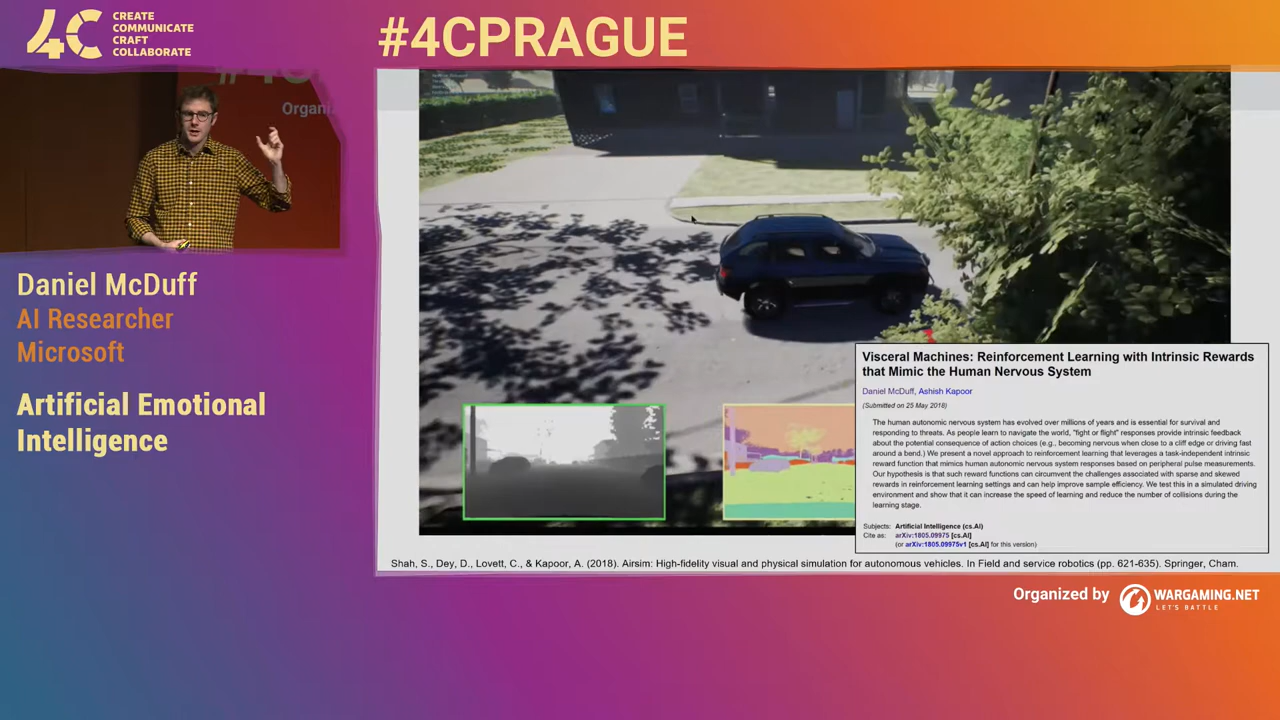 4C
CREATE
COMMUNICATE
CRAFT
COLLABORATE
#4CPRAGUE
Organi
Daniel McDuff
AI Researcher
Microsoft
Artificial Emotional
Intelligence
Visceral Machines: Reinforcement Learning with Intrinsic Rewards
that Mimic the Human Nervous System
Daniel McDuff, Ashish Kapoor
(Submitted on 25 May 2018)
The human autonomic nervous system has evolved over millions of years and is essential for survival and
responding to threats. As people learn to navigate the world, "fight or flight" responses provide intrinsic feedback
about the potential consequence of action choices (e.g., becoming nervous when close to a cliff edge or driving fast
around a bend.) We present a novel approach to reinforcement learning that leverages a task-independent intrinsic
reward function that mimics human autonomic nervous system responses based on peripheral pulse measurements.
Our hypothesis is that such reward functions can circumvent the challenges associated with sparse and skewed
rewards in reinforcement learning settings and can help improve sample efficiency. We test this in a simulated driving
environment and show that it can increase the speed of learning and reduce the number of collisions during the
learning stage.
Subjects: Artificial Intelligence (cs.AI)
Cite as: arXiv:1805.09975 [cs.AI]
(or arXiv:1805.09975v1 [cs.AI] for this version)
Shah, S., Dey, D., Lovett, C., & Kapoor, A. (2018). Airsim: High-fidelity visual and physical simulation for autonomous vehicles. In Field and service robotics (pp. 621-635). Springer, Cham.
Organized by
WARGAMING.NET
LET'S BATTLE